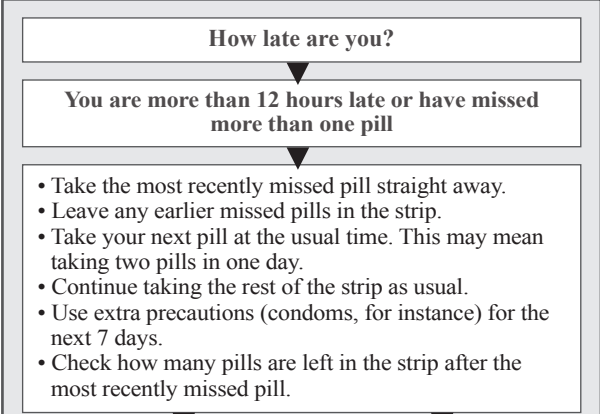 How late are you?
You are more than 12 hours late or have missed
more than one pill
• Take the most recently missed pill straight away.
• Leave any earlier missed pills in the strip.
• Take your next pill at the usual time. This may mean
taking two pills in one day.
• Continue taking the rest of the strip as usual.
• Use extra precautions (condoms, for instance) for the
next 7 days.
• Check how many pills are left in the strip after the
most recently missed pill.